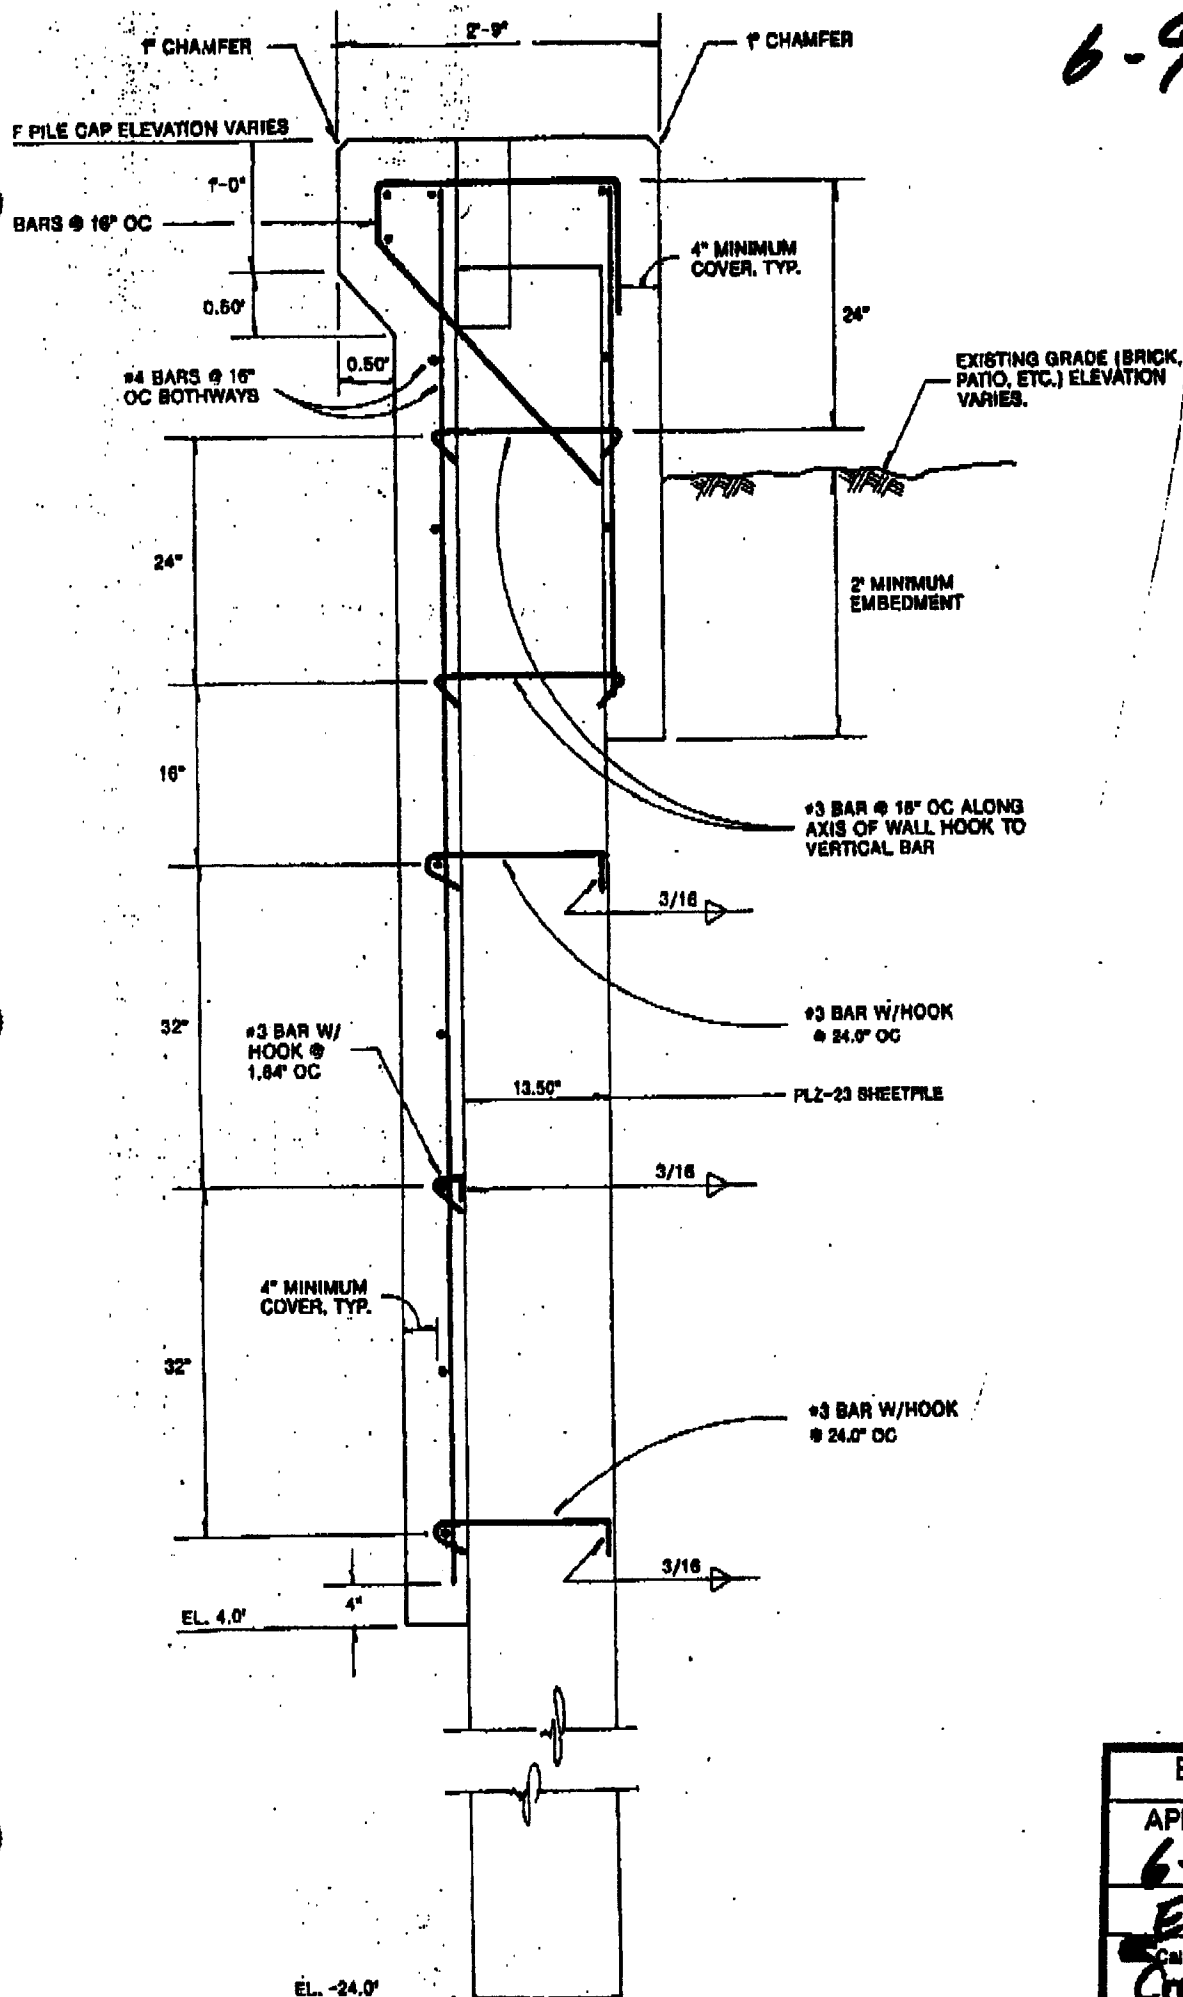 1" CHAMFER
2'-9"
1" CHAMFER
6-9
F PILE CAP ELEVATION VARIES
1'-0"
BARS @ 16" OC
4" MINIMUM
COVER, TYP.
0.50'
24"
0.50'
#4 BARS @ 16"
OC BOTHWAYS
EXISTING GRADE (BRICK,
PATIO, ETC.) ELEVATION
VARIES.
24"
2' MINIMUM
EMBEDMENT
16"
#3 BAR @ 16" OC ALONG
AXIS OF WALL HOOK TO
VERTICAL BAR
3/16
32"
#3 BAR W/HOOK
@ 24.0" OC
#3 BAR W/
HOOK @
1.64' OC
13.50"
PLZ-23 SHEETPILE
3/16
4" MINIMUM
COVER, TYP.
32"
#3 BAR W/HOOK
@ 24.0" OC
3/16
4"
EL. 4.0'
EL. -24.0'